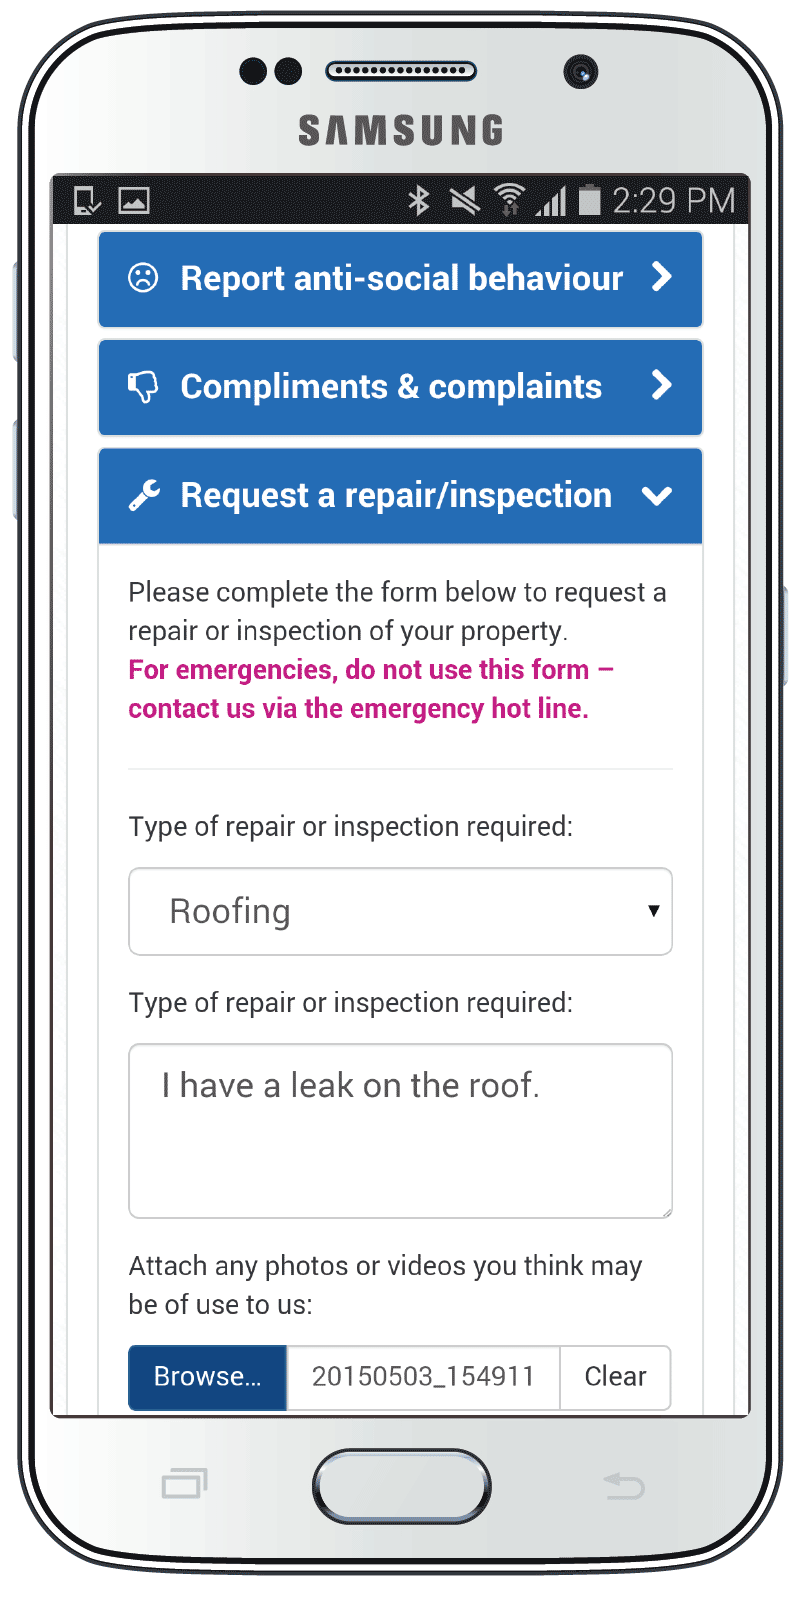 SAMSUNG
2:29 PM
Report anti-social behaviour
Compliments & complaints
Request a repair/inspection
Please complete the form below to request a
repair or inspection of your property.
For emergencies, do not use this form –
contact us via the emergency hot line.
Type of repair or inspection required:
Roofing
Type of repair or inspection required:
I have a leak on the roof.
Attach any photos or videos you think may
be of use to us:
Browse... 20150503_154911 Clear